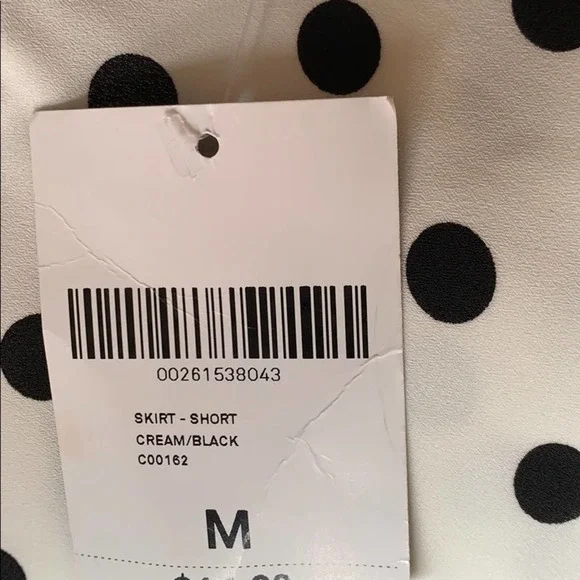 00261538043
SKIRT - SHORT
CREAM/BLACK
C00162
M